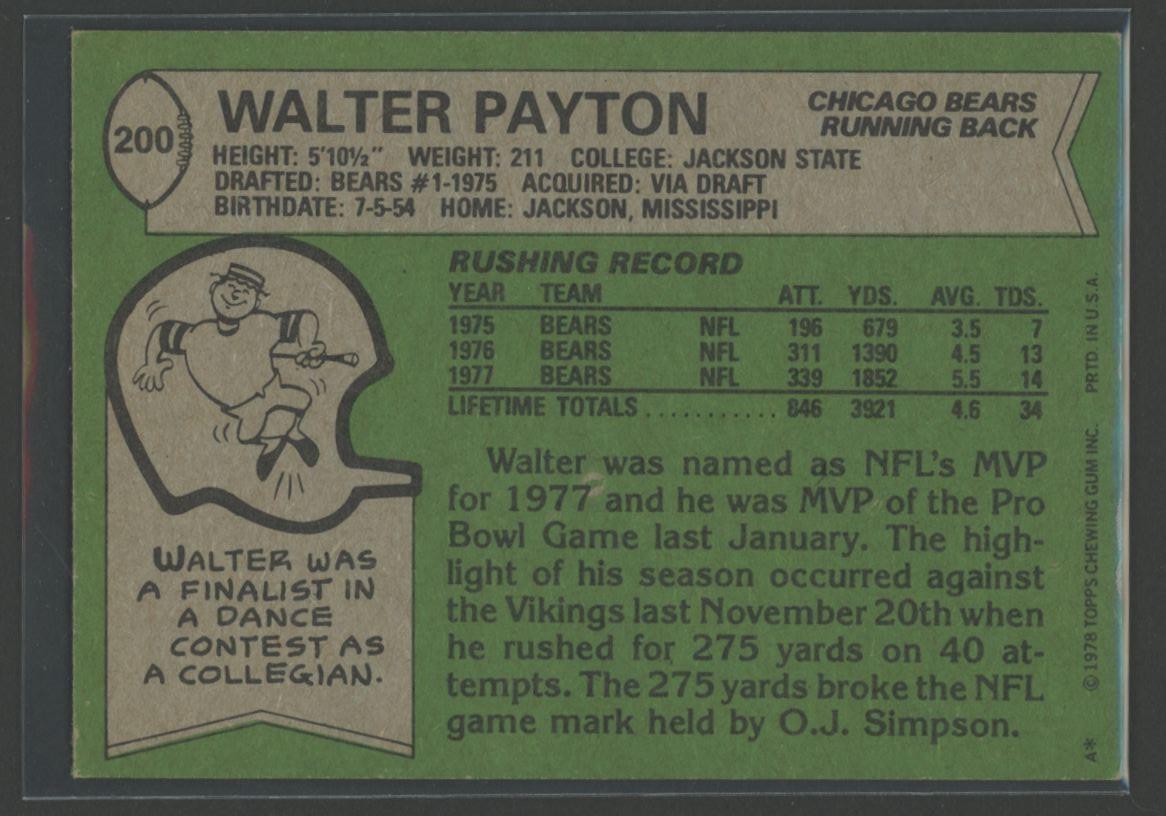 200
WALTER PAYTON
CHICAGO BEARS
RUNNING BACK
HEIGHT: 5'10½" WEIGHT: 211 COLLEGE: JACKSON STATE
DRAFTED: BEARS #1-1975 ACQUIRED: VIA DRAFT
BIRTHDATE: 7-5-54 HOME: JACKSON, MISSISSIPPI
RUSHING RECORD
YEAR TEAM ATT. YDS. AVG. TDS.
1975 BEARS NFL 196 679 3.5 7
1976 BEARS NFL 311 1390 4.5 13
1977 BEARS NFL 339 1852 5.5 14
LIFETIME TOTALS ........... 846 3921 4.6 34
Walter was named as NFL's MVP
for 1977 and he was MVP of the Pro
Bowl Game last January. The high-
light of his season occurred against
the Vikings last November 20th when
he rushed for 275 yards on 40 at-
tempts. The 275 yards broke the NFL
game mark held by O.J. Simpson.
WALTER WAS
A FINALIST IN
A DANCE
CONTEST AS
A COLLEGIAN.
A* © 1978 TOPPS CHEWING GUM INC. PRTD. IN U.S.A.